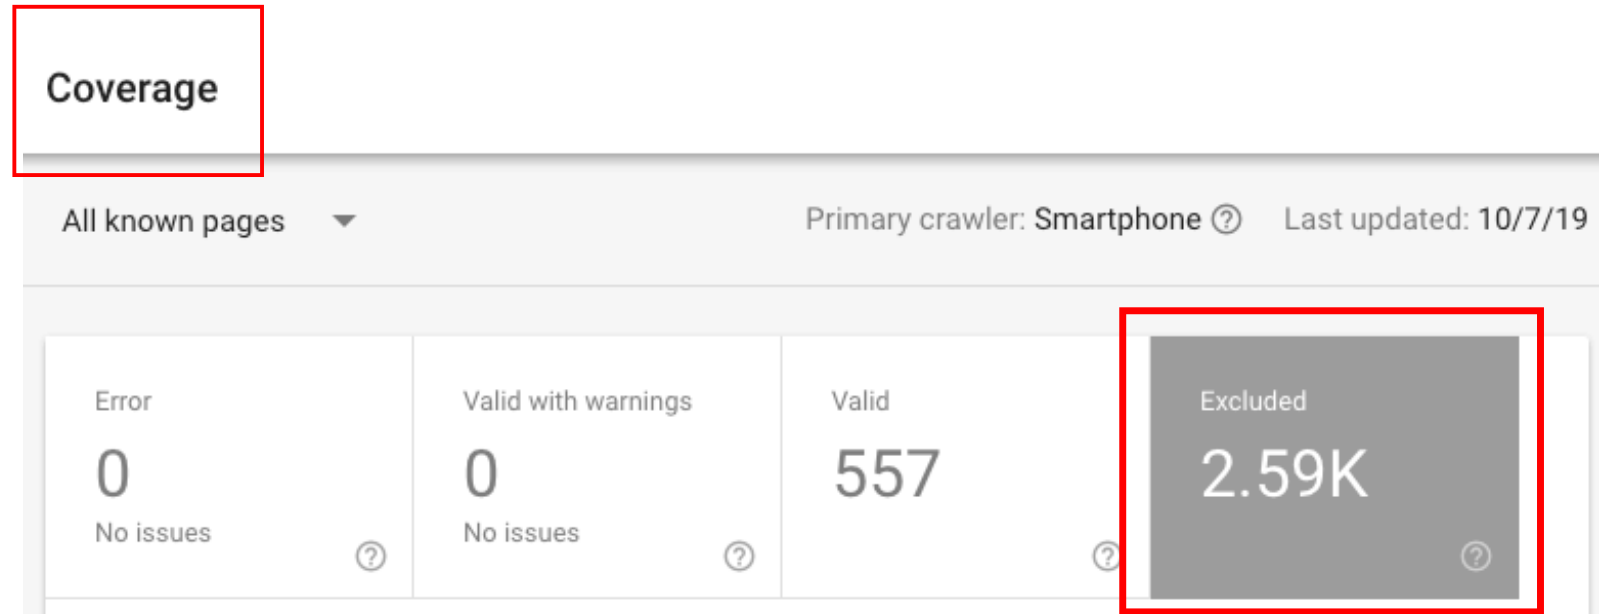 Coverage
All known pages
Primary crawler: Smartphone Last updated: 10/7/19
Error
0
No issues
Valid with warnings
0
No issues
Valid
557
Excluded
2.59K